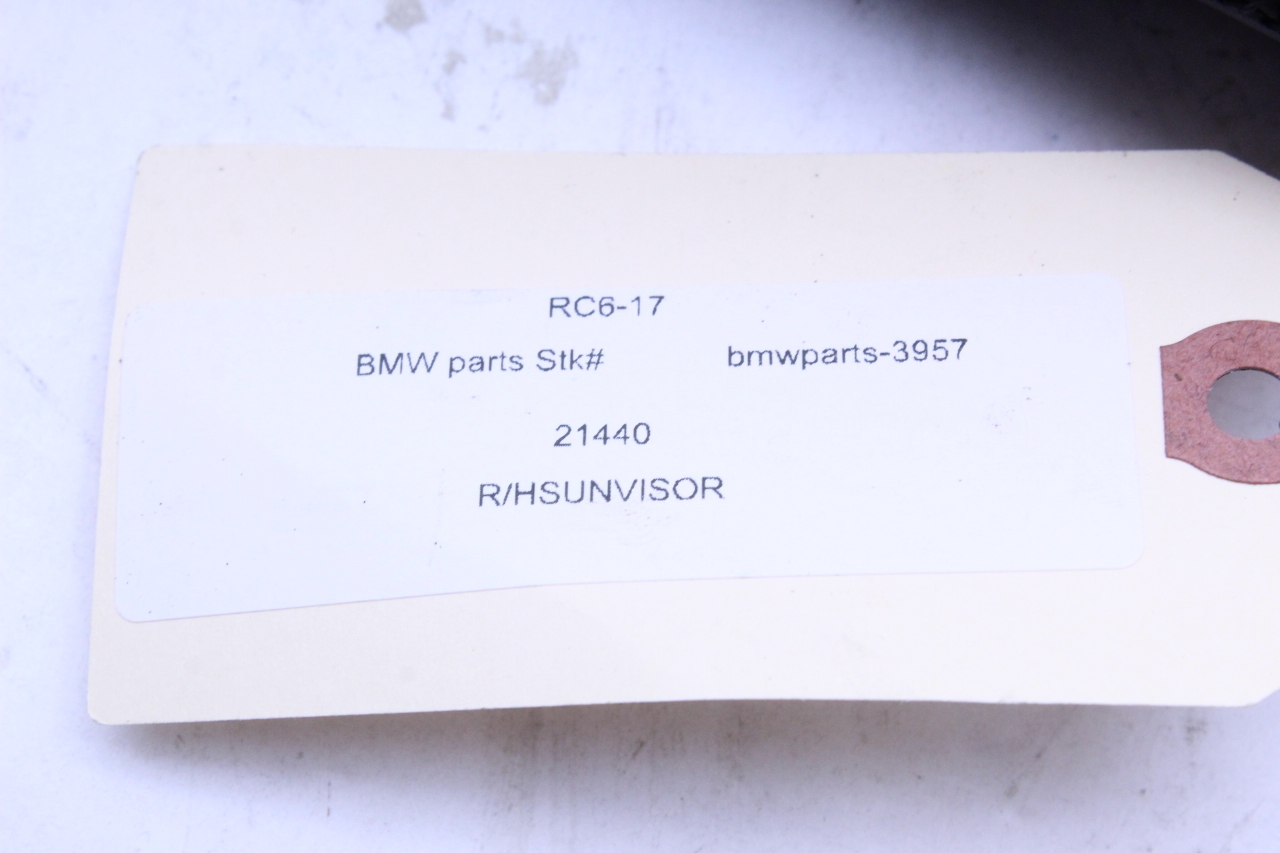 RC6-17
BMW parts Stk# bmwparts-3957
21440
R/HSUNVISOR